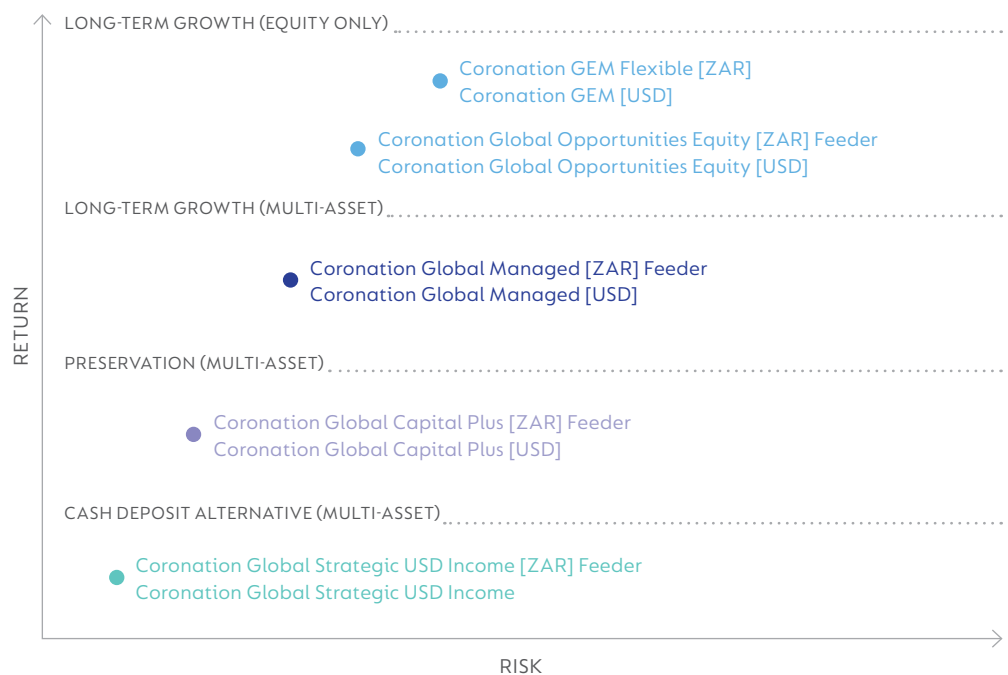 LONG-TERM GROWTH (EQUITY ONLY)
Coronation GEM Flexible [ZAR]
Coronation GEM [USD]
Coronation Global Opportunities Equity [ZAR] Feeder
Coronation Global Opportunities Equity [USD]
LONG-TERM GROWTH (MULTI-ASSET)
Coronation Global Managed [ZAR] Feeder
Coronation Global Managed [USD]
RETURN
PRESERVATION (MULTI-ASSET)
Coronation Global Capital Plus [ZAR] Feeder
Coronation Global Capital Plus [USD]
CASH DEPOSIT ALTERNATIVE (MULTI-ASSET)
Coronation Global Strategic USD Income [ZAR] Feeder
Coronation Global Strategic USD Income
RISK